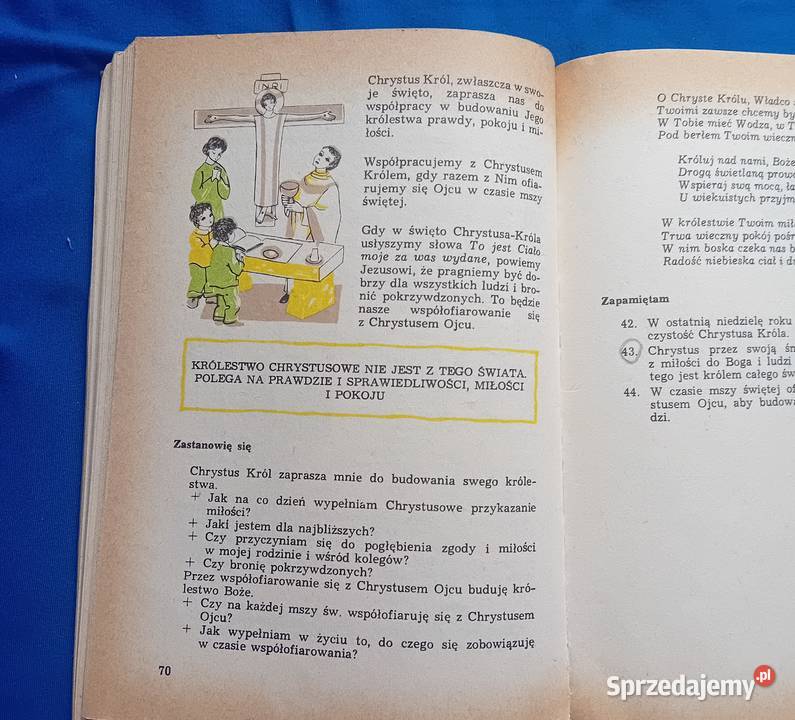 INRI
Chrystus Król, zwłaszcza w swo-
je święto, zaprasza nas do
współpracy w budowaniu Jego
królestwa prawdy, pokoju i mi-
łości.
Współpracujemy z Chrystusem
Królem, gdy razem z Nim ofia-
rujemy się Ojcu w czasie mszy
świętej.
Gdy w święto Chrystusa-Króla
usłyszymy słowa To jest Ciało
moje za was wydane, powiemy
Jezusowi, że pragniemy być do-
brzy dla wszystkich ludzi i bro-
nić pokrzywdzonych. To będzie
nasze współofiarowanie się
z Chrystusem Ojcu.
KRÓLESTWO CHRYSTUSOWE NIE JEST Z TEGO ŚWIATA.
POLEGA NA PRAWDZIE I SPRAWIEDLIWOŚCI, MIŁOŚCI
I POKOJU
Zastanowię się
Chrystus Król zaprasza mnie do budowania swego króle-
stwa.
+ Jak na co dzień wypełniam Chrystusowe przykazanie
miłości?
+ Jaki jestem dla najbliższych?
+ Czy przyczyniam się do pogłębienia zgody i miłości
w mojej rodzinie i wśród kolegów?
+ Czy bronię pokrzywdzonych?
Przez współofiarowanie się z Chrystusem Ojcu buduję kró-
lestwo Boże.
+ Czy na każdej mszy św. współofiaruję się z Chrystusem
Ojcu?
+ Jak wypełniam w życiu to, do czego się zobowiązuję
w czasie współofiarowania?
70
O Chryste Królu, Władco
Twoimi zawsze chcemy by
W Tobie mieć Wodza, w T
Pod berłem Twoim wieczn
Króluj nad nami, Boże
Drogą świetlaną prowa
Wspieraj swą mocą, ła
U wiekuistych przyjm
W królestwie Twoim mił
Trwa wieczny pokój pośr
W nim boska czeka nas b
Radość niebieska ciał i d
Zapamiętam
42. W ostatnią niedzielę roku
czystość Chrystusa Króla.
43. Chrystus przez swoją śm
z miłości do Boga i ludzi
tego jest królem całego św
44. W czasie mszy świętej of
stusem Ojcu, aby budowa
dzi.
Sprzedajemy.pl